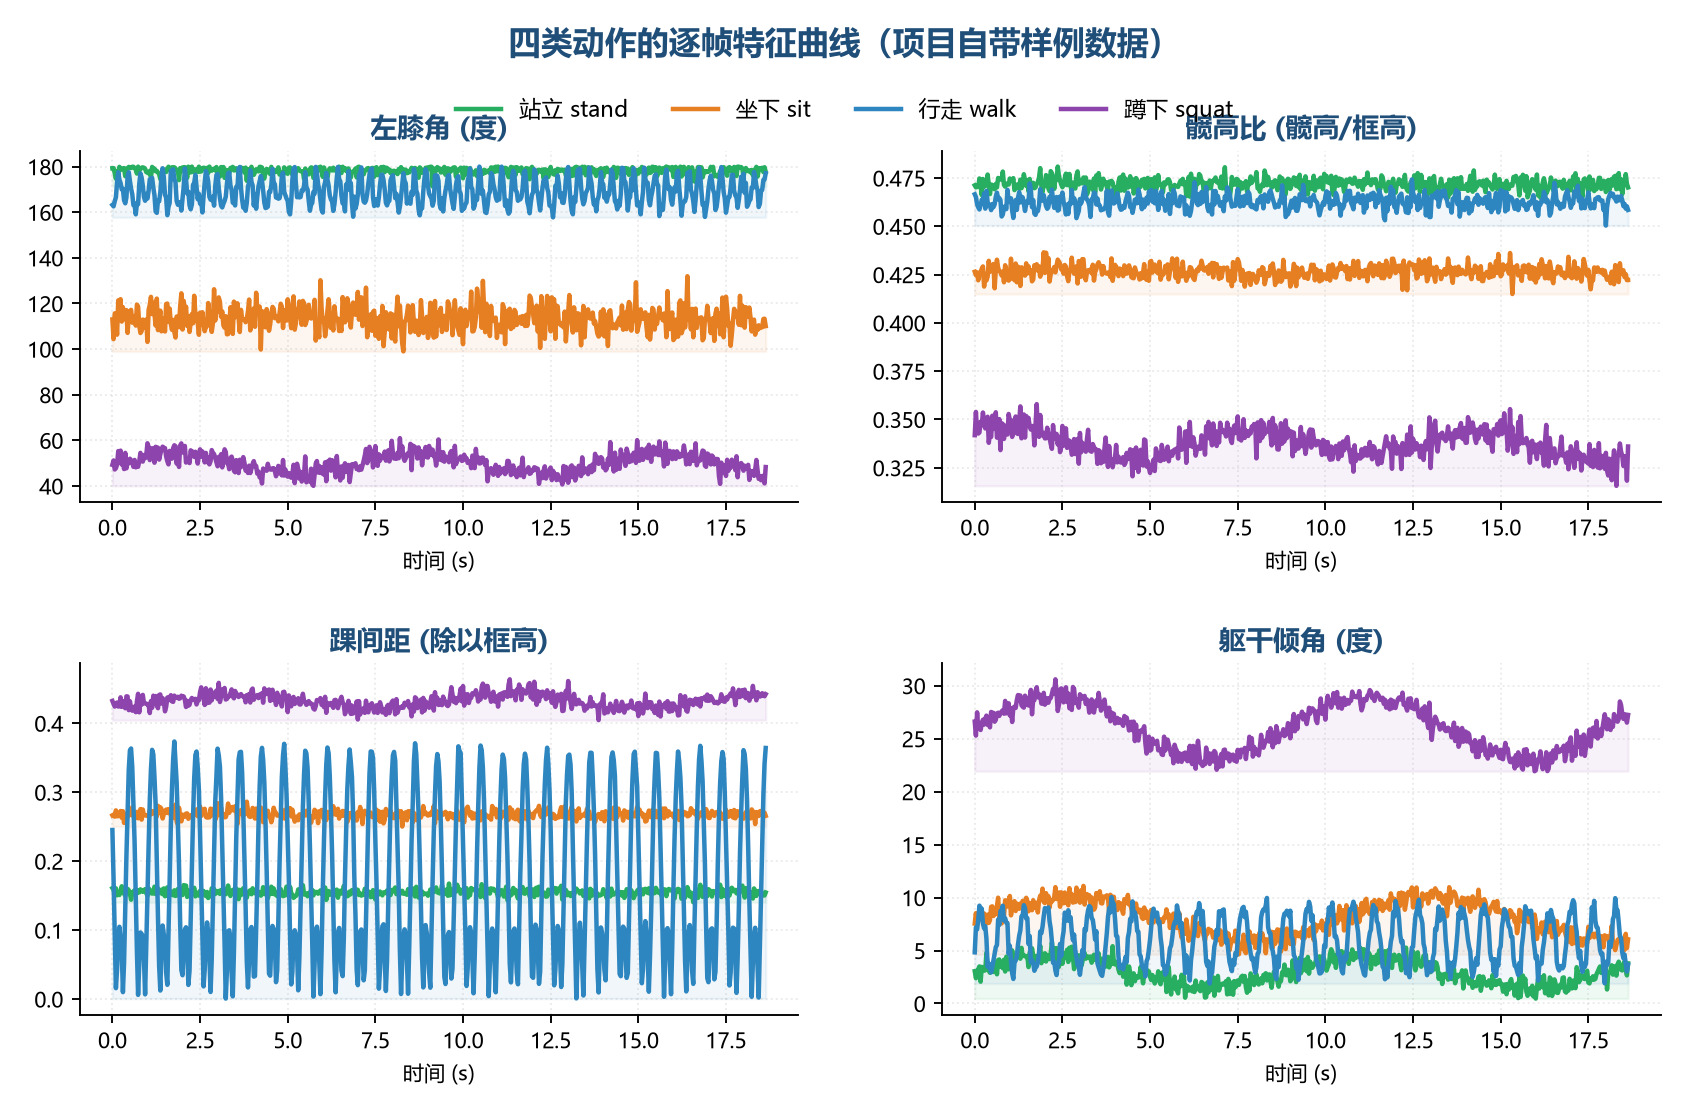 四类动作的逐帧特征曲线（项目自带样例数据）
站立 stand 坐下 sit 行走 walk 蹲下 squat
左膝角 (度)
180
160
140
120
100
80
60
40
0.0 2.5 5.0 7.5 10.0 12.5 15.0 17.5
时间 (s)
髋高比 (髋高/框高)
0.475
0.450
0.425
0.400
0.375
0.350
0.325
0.0 2.5 5.0 7.5 10.0 12.5 15.0 17.5
时间 (s)
踝间距 (除以框高)
0.4
0.3
0.2
0.1
0.0
0.0 2.5 5.0 7.5 10.0 12.5 15.0 17.5
时间 (s)
躯干倾角 (度)
30
25
20
15
10
5
0
0.0 2.5 5.0 7.5 10.0 12.5 15.0 17.5
时间 (s)